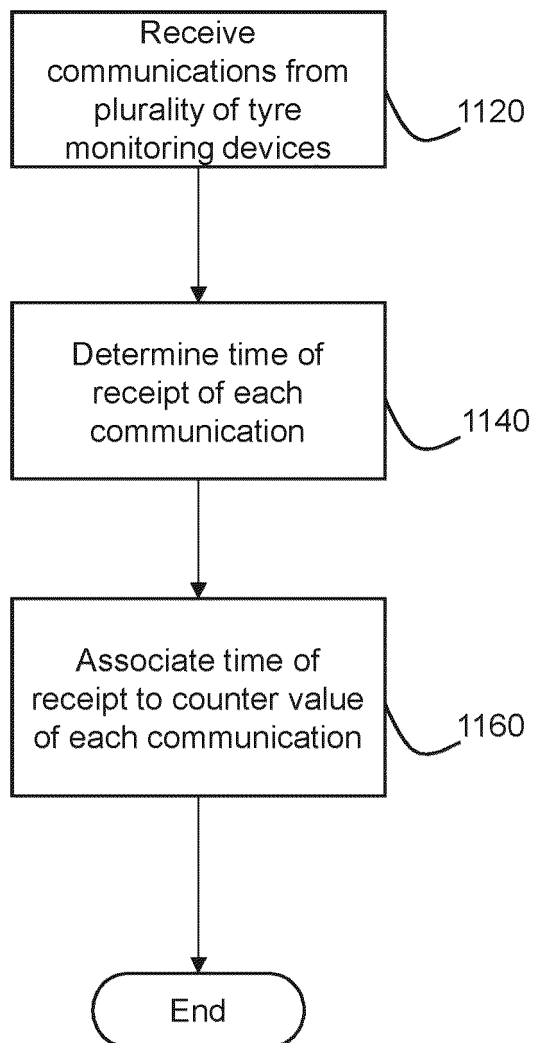 Receive
communications from
plurality of tyre
monitoring devices
1120
Determine time of
receipt of each
communication
1140
Associate time of
receipt to counter value
of each communication
1160
End